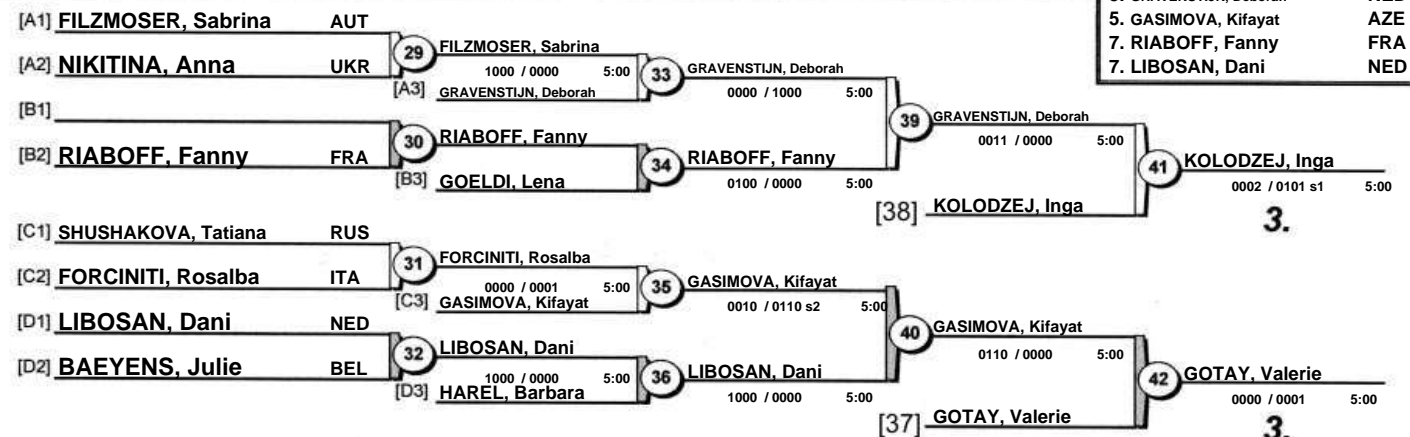 5. GASIMOVA, Kifayat AZE
7. RIABOFF, Fanny FRA
7. LIBOSAN, Dani NED
[A1] FILZMOSER, Sabrina AUT
[A2] NIKITINA, Anna UKR
29
FILZMOSER, Sabrina
1000 / 0000 5:00
[A3] GRAVENSTIJN, Deborah
33
GRAVENSTIJN, Deborah
0000 / 1000 5:00
[B1]
[B2] RIABOFF, Fanny FRA
30
RIABOFF, Fanny
[B3] GOELDI, Lena
34
RIABOFF, Fanny
0100 / 0000 5:00
39
GRAVENSTIJN, Deborah
0011 / 0000 5:00
[38] KOLODZEJ, Inga
41
KOLODZEJ, Inga
0002 / 0101 s1 5:00
3.
[C1] SHUSHAKOVA, Tatiana RUS
[C2] FORCINITI, Rosalba ITA
31
FORCINITI, Rosalba
0000 / 0001 5:00
[C3] GASIMOVA, Kifayat
35
GASIMOVA, Kifayat
0010 / 0110 s2 5:00
[D1] LIBOSAN, Dani NED
[D2] BAEYENS, Julie BEL
32
LIBOSAN, Dani
1000 / 0000 5:00
[D3] HAREL, Barbara
36
LIBOSAN, Dani
1000 / 0000 5:00
40
GASIMOVA, Kifayat
0110 / 0000 5:00
[37] GOTAY, Valerie
42
GOTAY, Valerie
0000 / 0001 5:00
3.